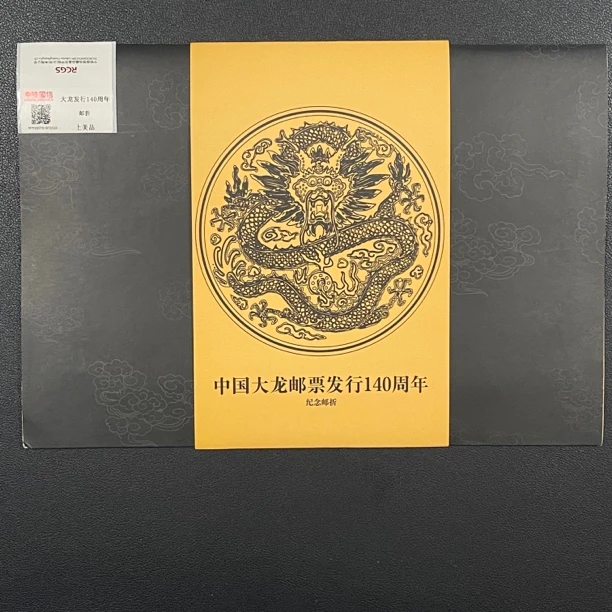 RCGS
大龙发行140周年
邮折
上美品
中国大龙邮票发行140周年
纪念邮折